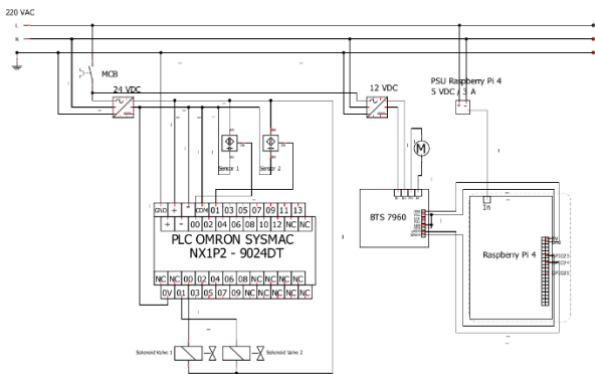 220 VAC
L
N
MCB
24 VDC
12 VDC
PSU Raspberry Pi 4
5 VDC / 3 A
Sensor 1
Sensor 2
M
BTS 7960
In
Raspberry Pi 4
GND + - COM 01 03 05 07 09 11 13
+ - 00 02 04 06 08 10 12 NC NC
PLC OMRON SYSMAC
NX1P2 - 9024DT
NC NC 00 02 04 06 08 NC NC NC NC
0V 01 03 05 07 09 NC NC NC NC NC
Solenoid Valve 1
Solenoid Valve 2